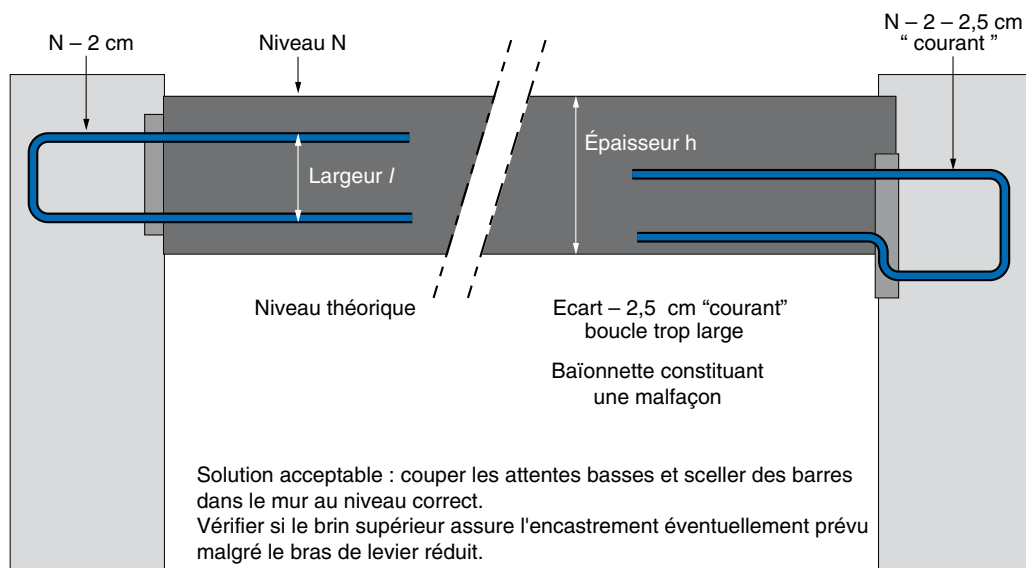 N – 2 cm
Niveau N
N – 2 – 2,5 cm
“ courant ”
Épaisseur h
Largeur l
Niveau théorique
Ecart – 2,5 cm “courant”
boucle trop large
Baïonnette constituant
une malfaçon
Solution acceptable : couper les attentes basses et sceller des barres
dans le mur au niveau correct.
Vérifier si le brin supérieur assure l'encastrement éventuellement prévu
malgré le bras de levier réduit.